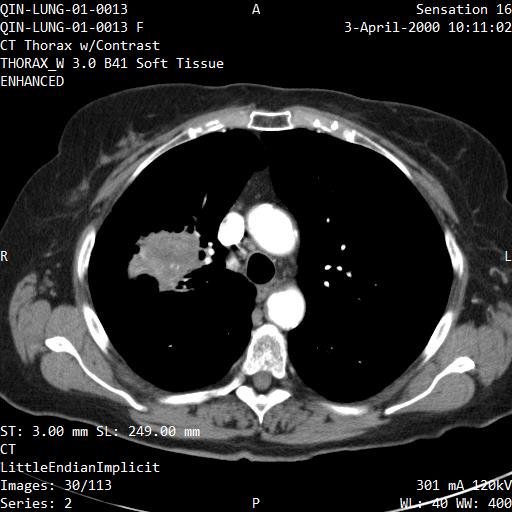 QIN-LUNG-01-0013
A
Sensation 16
QIN-LUNG-01-0013 F
3-April-2000 10:11:02
CT Thorax w/Contrast
THORAX_W 3.0 B41 Soft Tissue
ENHANCED
R
L
ST: 3.00 mm SL: 249.00 mm
CT
LittleEndianImplicit
Images: 30/113
301 mA 120kV
Series: 2
P
WL: 40 WW: 400